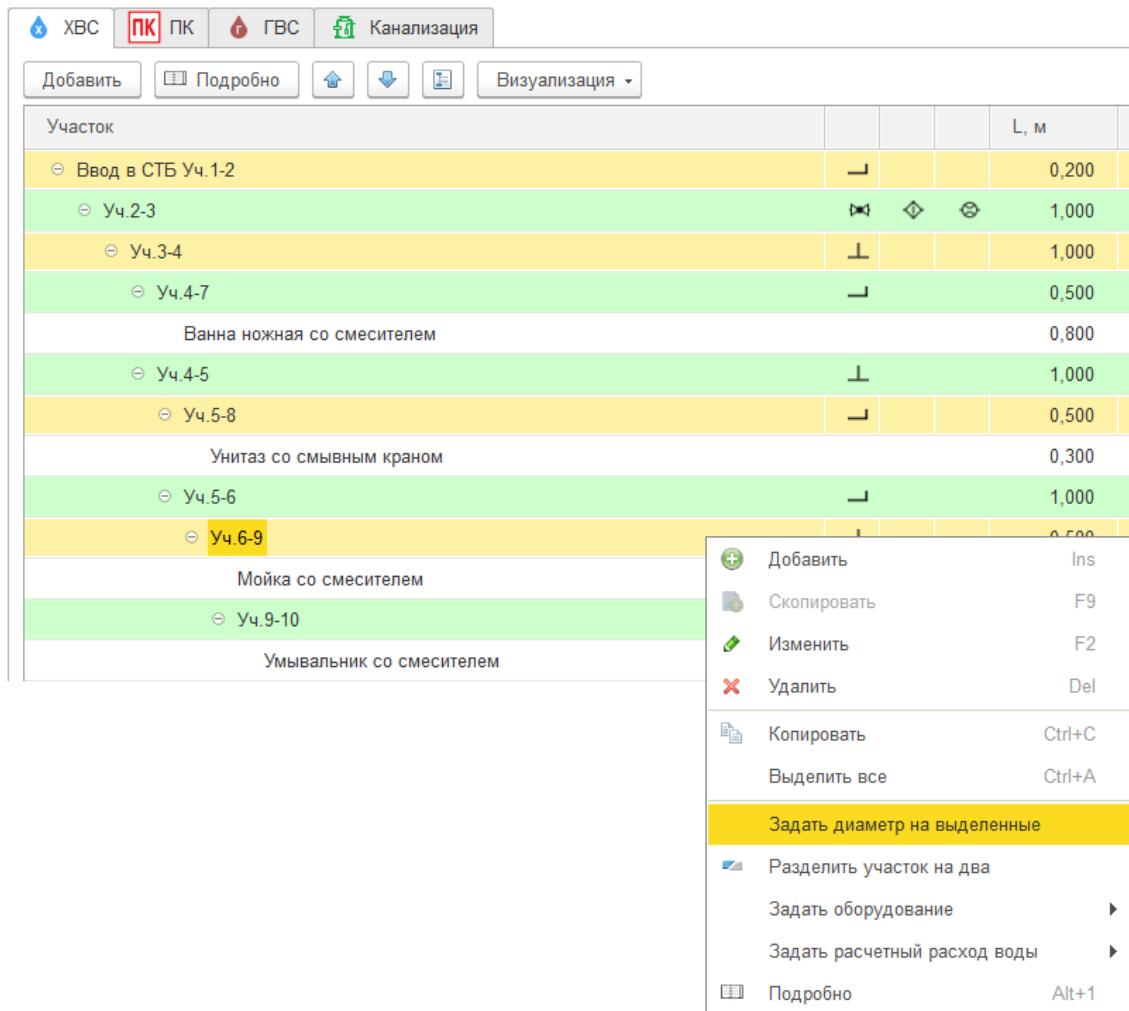 х ХВС ПК ПК г ГВС Канализация
Добавить Подробно Визуализация
Участок L, м
Ввод в СТБ Уч.1-2 0,200
Уч.2-3 1,000
Уч.3-4 1,000
Уч.4-7 0,500
Ванна ножная со смесителем 0,800
Уч.4-5 1,000
Уч.5-8 0,500
Унитаз со смывным краном 0,300
Уч.5-6 1,000
Уч.6-9 0,500
Мойка со смесителем
Уч.9-10
Умывальник со смесителем
Добавить Ins
Скопировать F9
Изменить F2
Удалить Del
Копировать Ctrl+C
Выделить все Ctrl+A
Задать диаметр на выделенные
Разделить участок на два
Задать оборудование
Задать расчетный расход воды
Подробно Alt+1